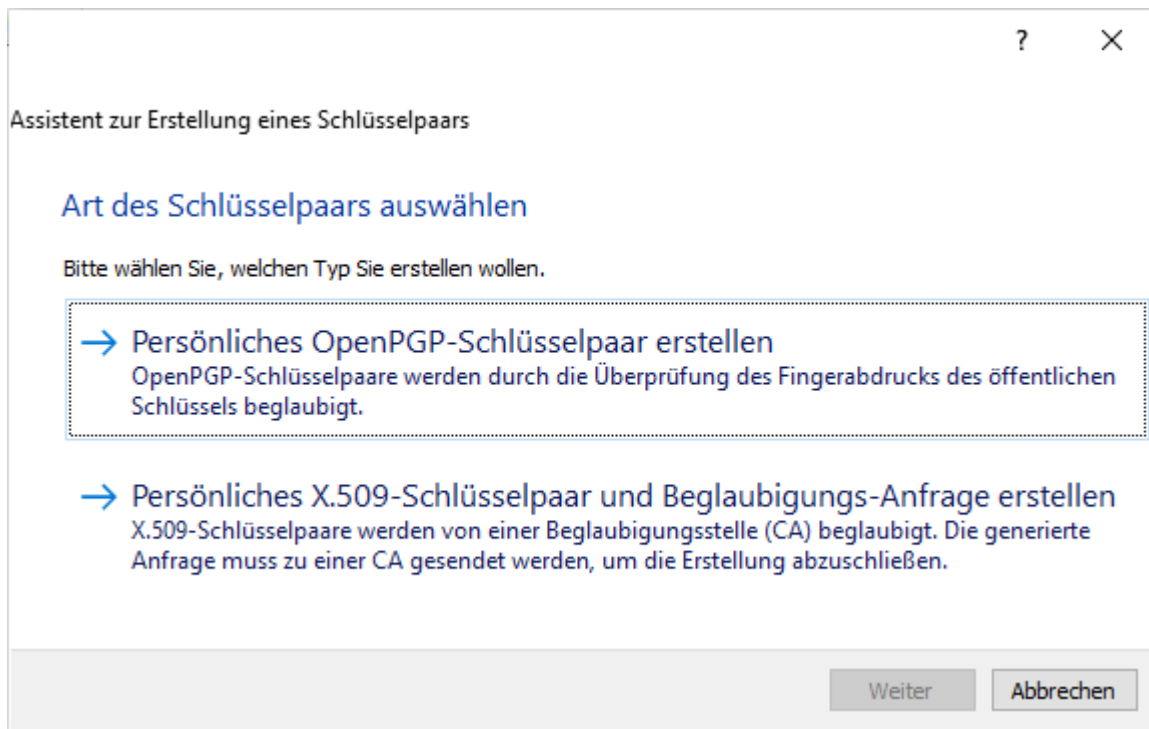 ?
Assistent zur Erstellung eines Schlüsselpaars
Art des Schlüsselpaars auswählen
Bitte wählen Sie, welchen Typ Sie erstellen wollen.
Persönliches OpenPGP-Schlüsselpaar erstellen
OpenPGP-Schlüsselpaare werden durch die Überprüfung des Fingerabdrucks des öffentlichen
Schlüssels beglaubigt.
Persönliches X.509-Schlüsselpaar und Beglaubigungs-Anfrage erstellen
X.509-Schlüsselpaare werden von einer Beglaubigungsstelle (CA) beglaubigt. Die generierte
Anfrage muss zu einer CA gesendet werden, um die Erstellung abzuschließen.
Weiter Abbrechen